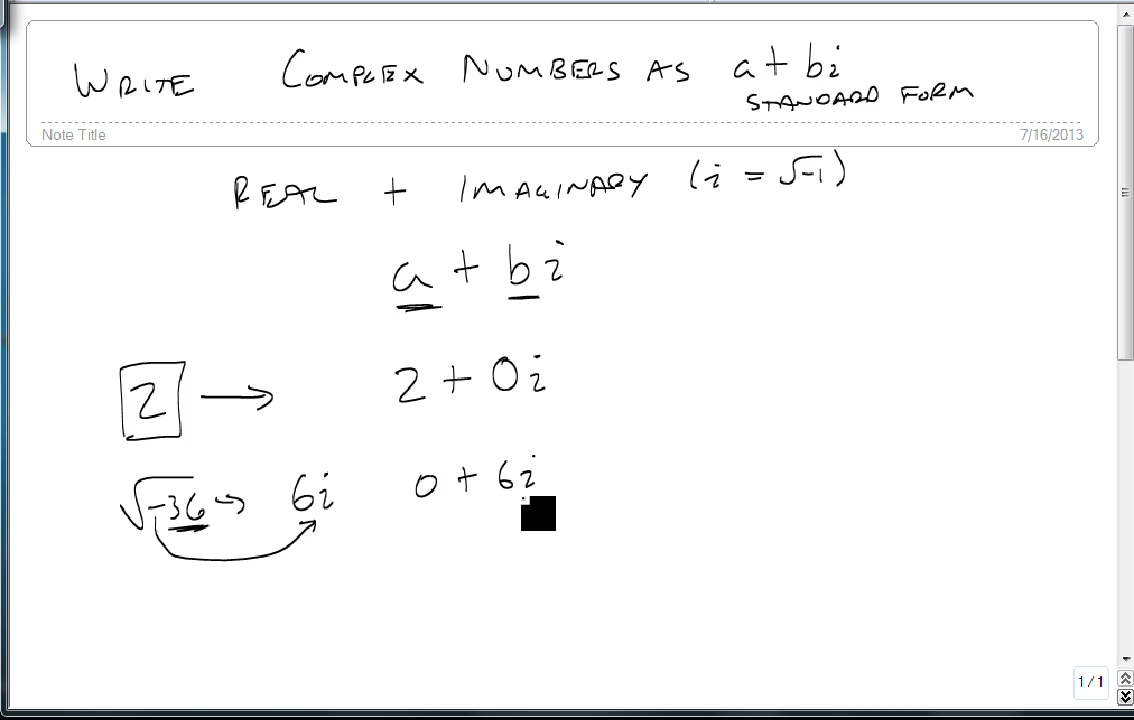 WRITE COMPLEX NUMBERS AS a + bi
STANDARD FORM
Note Title
7/16/2013
REAL + IMAGINARY (i = √-1)
a + bi
2 → 2 + 0i
√-36 → 6i 0 + 6i
1/1